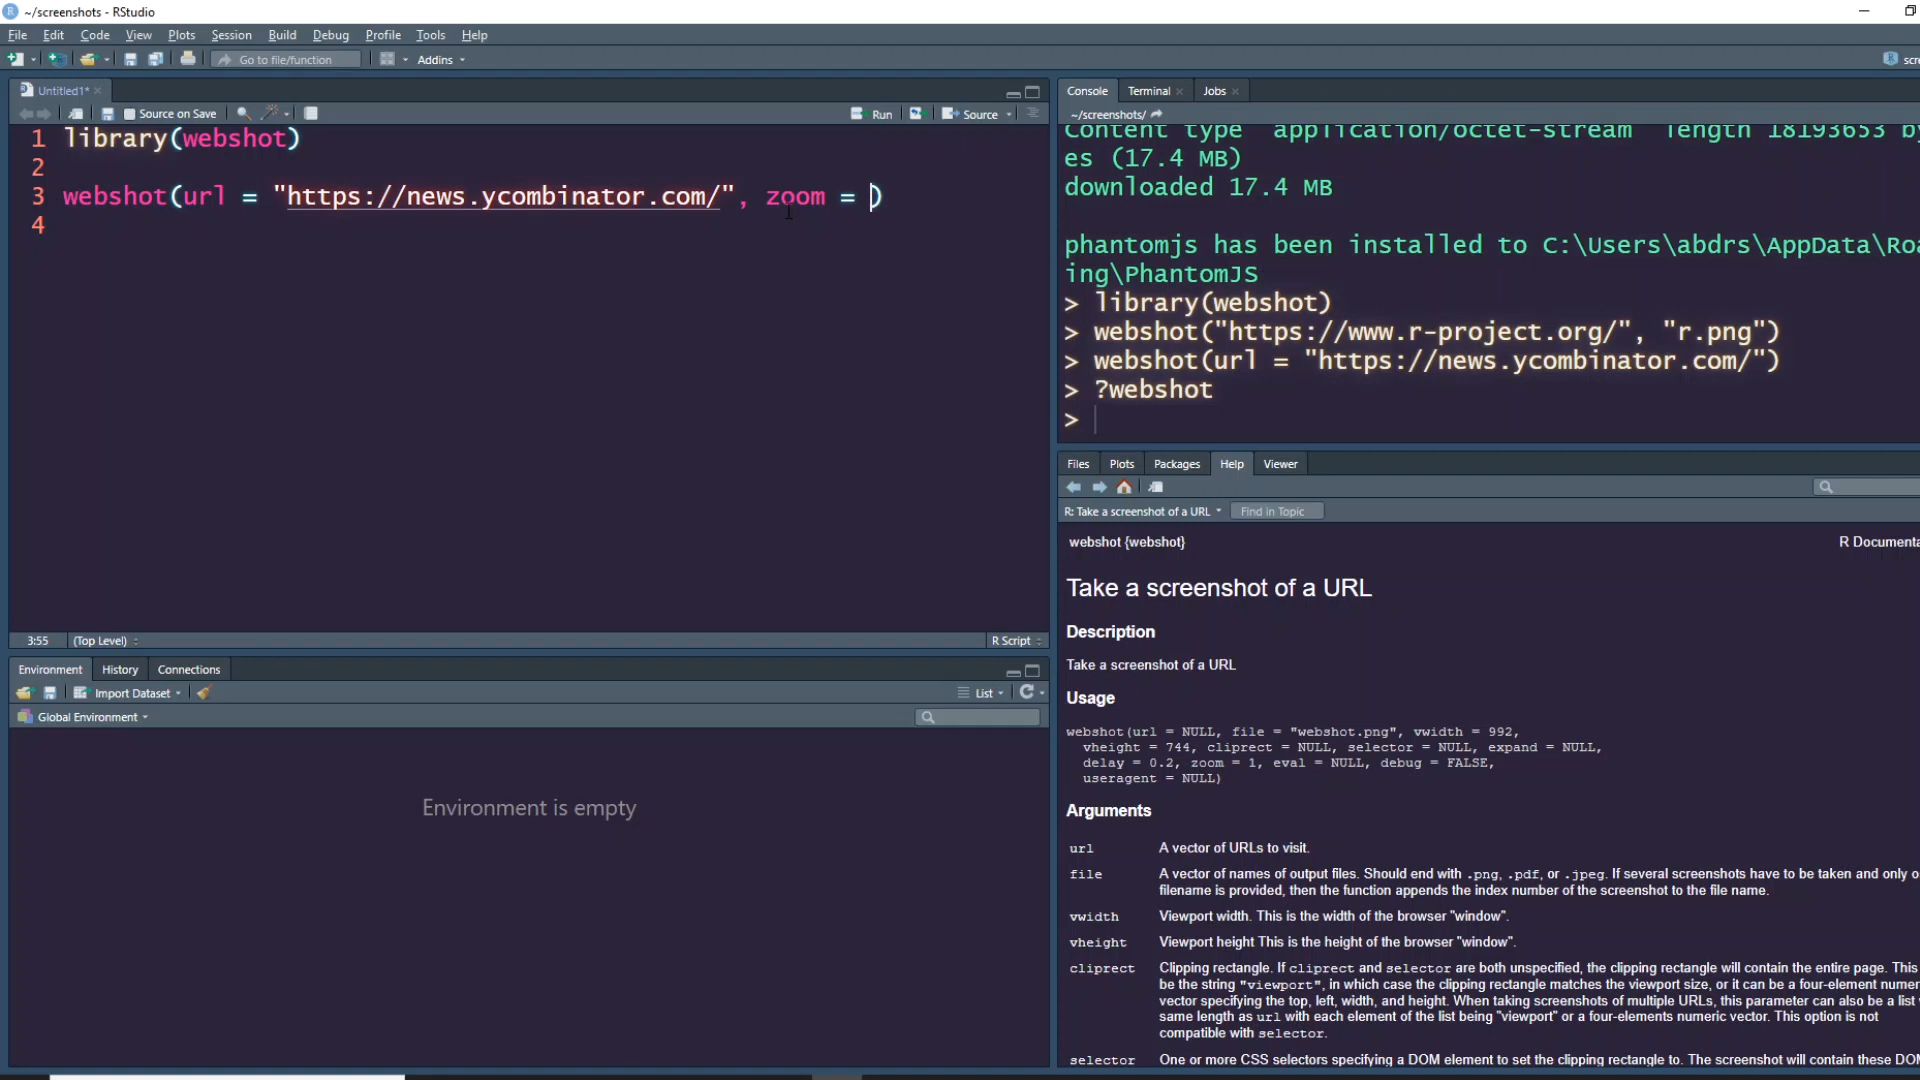 ~/screenshots - RStudio
File Edit Code View Plots Session Build Debug Profile Tools Help
Go to file/function Addins
Untitled1*
Source on Save Run Source
1 library(webshot)
2
3 webshot(url = "https://news.ycombinator.com/", zoom = )
4
3:55 (Top Level) R Script
Environment History Connections
Import Dataset List
Global Environment
Environment is empty
Console Terminal Jobs
~/screenshots/
Content type application/octet-stream length 18193653 by
es (17.4 MB)
downloaded 17.4 MB
phantomjs has been installed to C:\Users\abdrs\AppData\Roa
ing\PhantomJS
> library(webshot)
> webshot("https://www.r-project.org/", "r.png")
> webshot(url = "https://news.ycombinator.com/")
> ?webshot
>
Files Plots Packages Help Viewer
R: Take a screenshot of a URL Find in Topic
webshot {webshot} R Documenta
Take a screenshot of a URL
Description
Take a screenshot of a URL
Usage
webshot(url = NULL, file = "webshot.png", vwidth = 992,
vheight = 744, cliprect = NULL, selector = NULL, expand = NULL,
delay = 0.2, zoom = 1, eval = NULL, debug = FALSE,
useragent = NULL)
Arguments
url A vector of URLs to visit.
file A vector of names of output files. Should end with .png, .pdf, or .jpeg. If several screenshots have to be taken and only o
filename is provided, then the function appends the index number of the screenshot to the file name.
vwidth Viewport width. This is the width of the browser "window".
vheight Viewport height This is the height of the browser "window".
cliprect Clipping rectangle. If cliprect and selector are both unspecified, the clipping rectangle will contain the entire page. This
be the string "viewport", in which case the clipping rectangle matches the viewport size, or it can be a four-element numer
vector specifying the top, left, width, and height. When taking screenshots of multiple URLs, this parameter can also be a list
same length as url with each element of the list being "viewport" or a four-elements numeric vector. This option is not
compatible with selector.
selector One or more CSS selectors specifying a DOM element to set the clipping rectangle to. The screenshot will contain these DOM